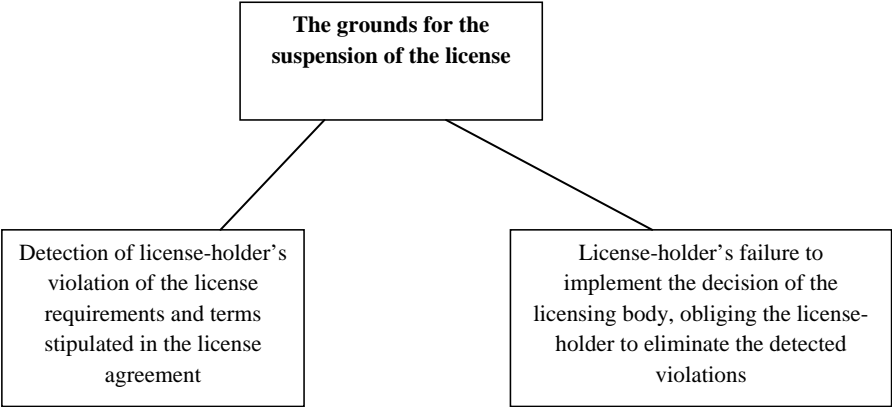 The grounds for the
suspension of the license
Detection of license-holder’s
violation of the license
requirements and terms
stipulated in the license
agreement
License-holder’s failure to
implement the decision of the
licensing body, obliging the license-
holder to eliminate the detected
violations